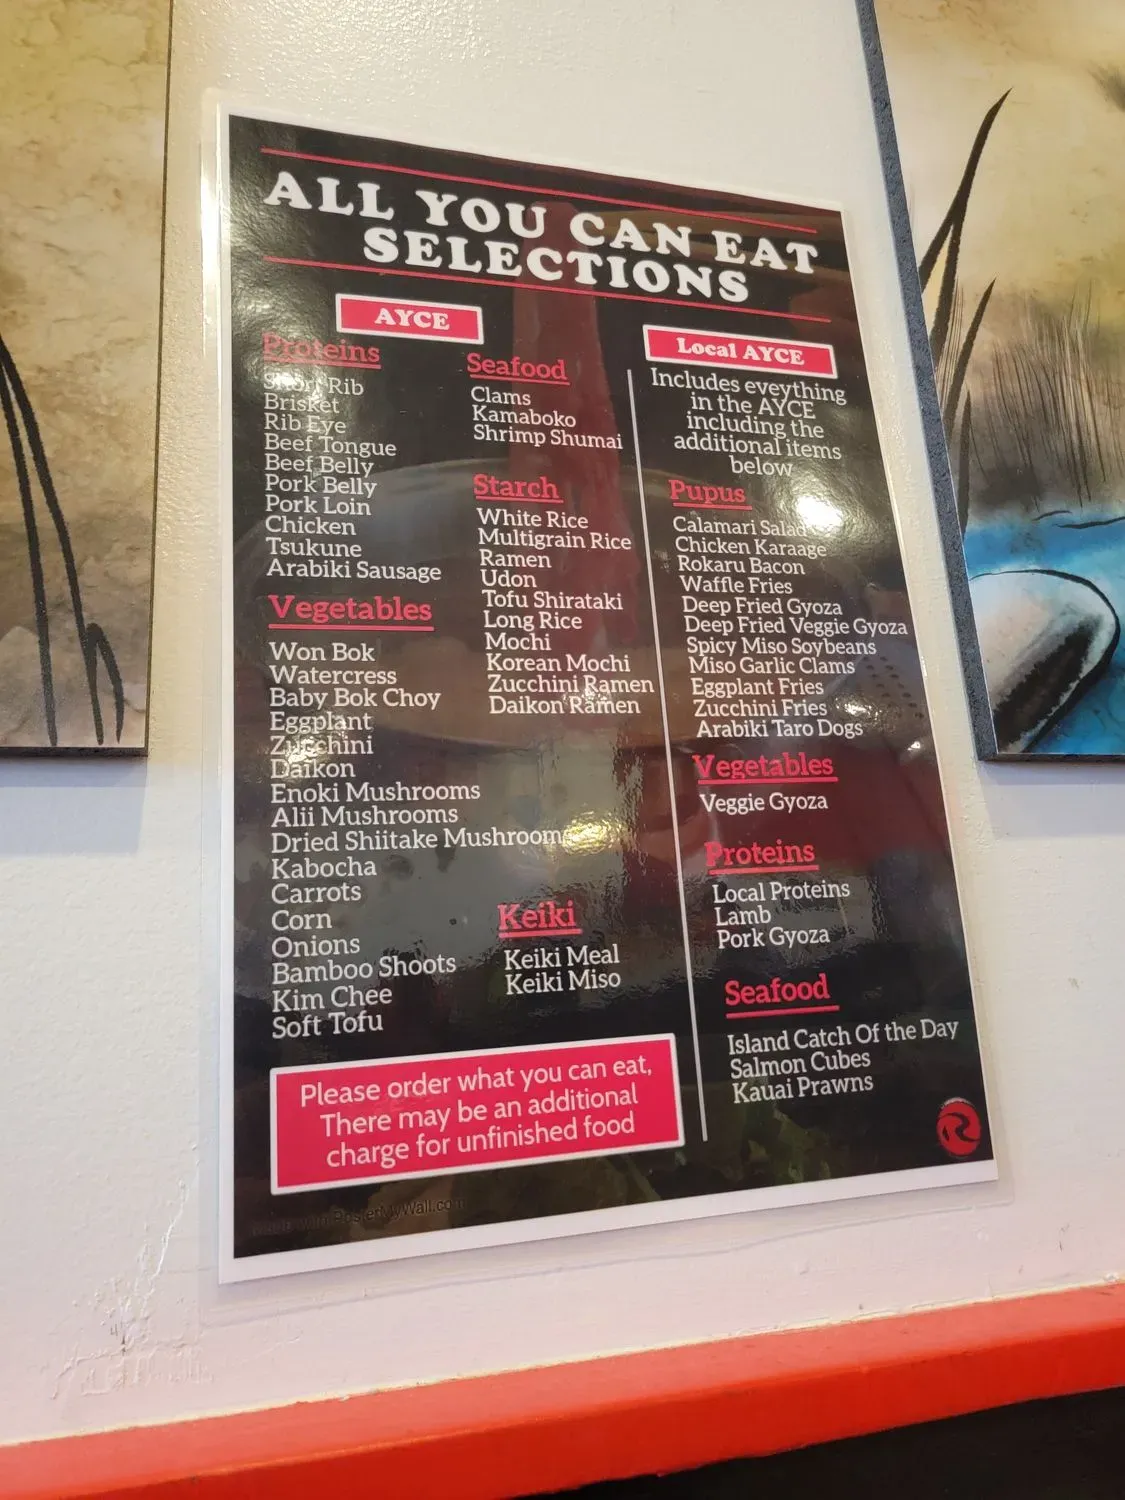 ALL YOU CAN EAT
SELECTIONS
AYCE
Proteins
Short Rib
Brisket
Rib Eye
Beef Tongue
Beef Belly
Pork Belly
Pork Loin
Chicken
Tsukune
Arabiki Sausage
Vegetables
Won Bok
Watercress
Baby Bok Choy
Eggplant
Zucchini
Daikon
Enoki Mushrooms
Alii Mushrooms
Dried Shiitake Mushrooms
Kabocha
Carrots
Corn
Onions
Bamboo Shoots
Kim Chee
Soft Tofu
Seafood
Clams
Kamaboko
Shrimp Shumai
Starch
White Rice
Multigrain Rice
Ramen
Udon
Tofu Shirataki
Long Rice
Mochi
Korean Mochi
Zucchini Ramen
Daikon Ramen
Keiki
Keiki Meal
Keiki Miso
Please order what you can eat,
There may be an additional
charge for unfinished food
Local AYCE
Includes eveything
in the AYCE
including the
additional items
below
Pupus
Calamari Salad
Chicken Karaage
Rokaru Bacon
Waffle Fries
Deep Fried Gyoza
Deep Fried Veggie Gyoza
Spicy Miso Soybeans
Miso Garlic Clams
Eggplant Fries
Zucchini Fries
Arabiki Taro Dogs
Vegetables
Veggie Gyoza
Proteins
Local Proteins
Lamb
Pork Gyoza
Seafood
Island Catch Of the Day
Salmon Cubes
Kauai Prawns
R
PosterMyWall.com